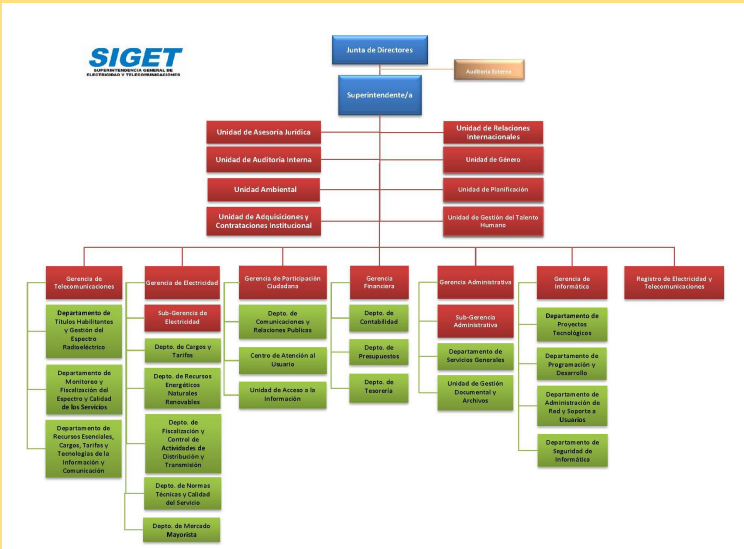 SIGET
SUPERINTENDENCIA GENERAL DE
ELECTRICIDAD Y TELECOMUNICACIONES
Junta de Directores
Auditoría Externa
Superintendente/a
Unidad de Asesoría Jurídica
Unidad de Relaciones
Internacionales
Unidad de Auditoría Interna
Unidad de Género
Unidad Ambiental
Unidad de Planificación
Unidad de Adquisiciones y
Contrataciones Institucional
Unidad de Gestión del Talento
Humano
Gerencia de
Telecomunicaciones
Gerencia de Electricidad
Gerencia de Participación
Ciudadana
Gerencia
Financiera
Gerencia Administrativa
Gerencia de
Informática
Registro de Electricidad y
Telecomunicaciones
Departamento de
Títulos Habilitantes
y Gestión del
Espectro
Radioeléctrico
Departamento de
Monitoreo y
Fiscalización del
Espectro y Calidad
de los Servicios
Departamento de
Recursos Esenciales,
Cargos, Tarifas y
Tecnologías de la
Información y
Comunicación
Sub-Gerencia de
Electricidad
Depto. de Cargos y
Tarifas
Depto. de Recursos
Energéticos
Naturales
Renovables
Depto. de
Fiscalización y
Control de
Actividades de
Distribución y
Transmisión
Depto. de Normas
Técnicas y Calidad
del Servicio
Depto. de Mercado
Mayorista
Depto. de
Comunicaciones y
Relaciones Publicas
Centro de Atención al
Usuario
Unidad de Acceso a la
Información
Depto. de
Contabilidad
Depto. de
Presupuestos
Depto. de
Tesorería
Sub-Gerencia
Administrativa
Departamento de
Servicios Generales
Unidad de Gestión
Documental y
Archivos
Departamento de
Proyectos
Tecnológicos
Departamento de
Programación y
Desarrollo
Departamento de
Administración de
Red y Soporte a
Usuarios
Departamento de
Seguridad de
Informática